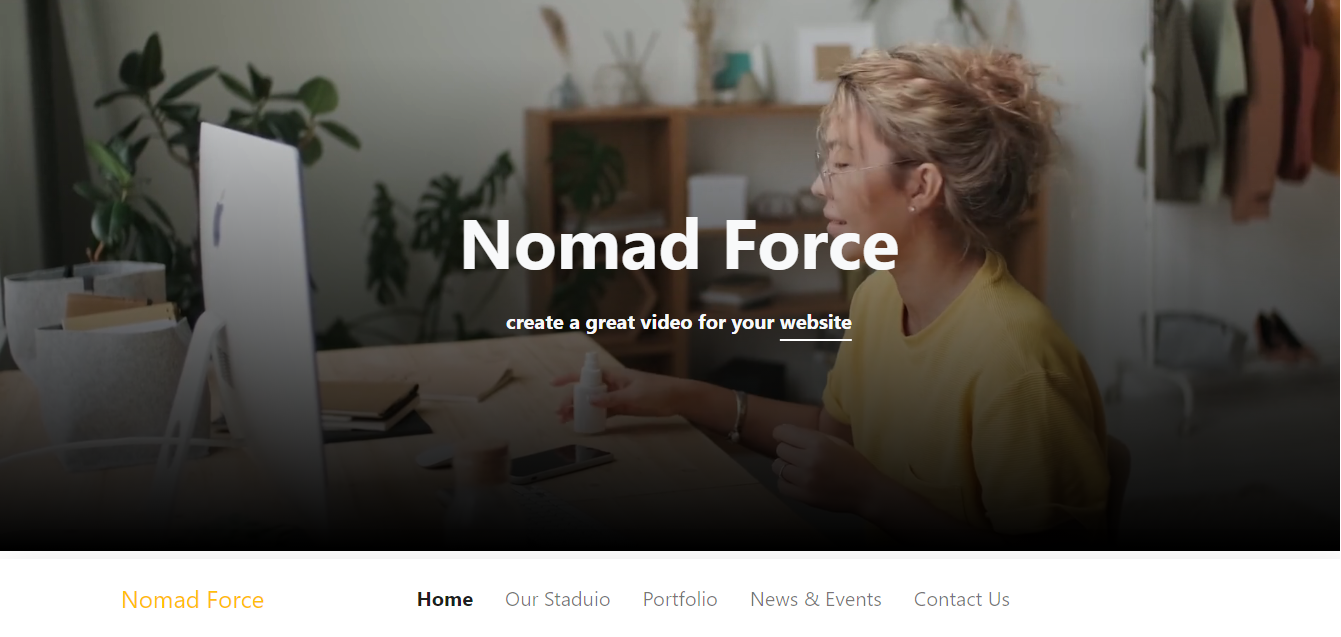 Nomad Force
create a great video for your website
Nomad Force Home Our Staduio Portfolio News & Events Contact Us